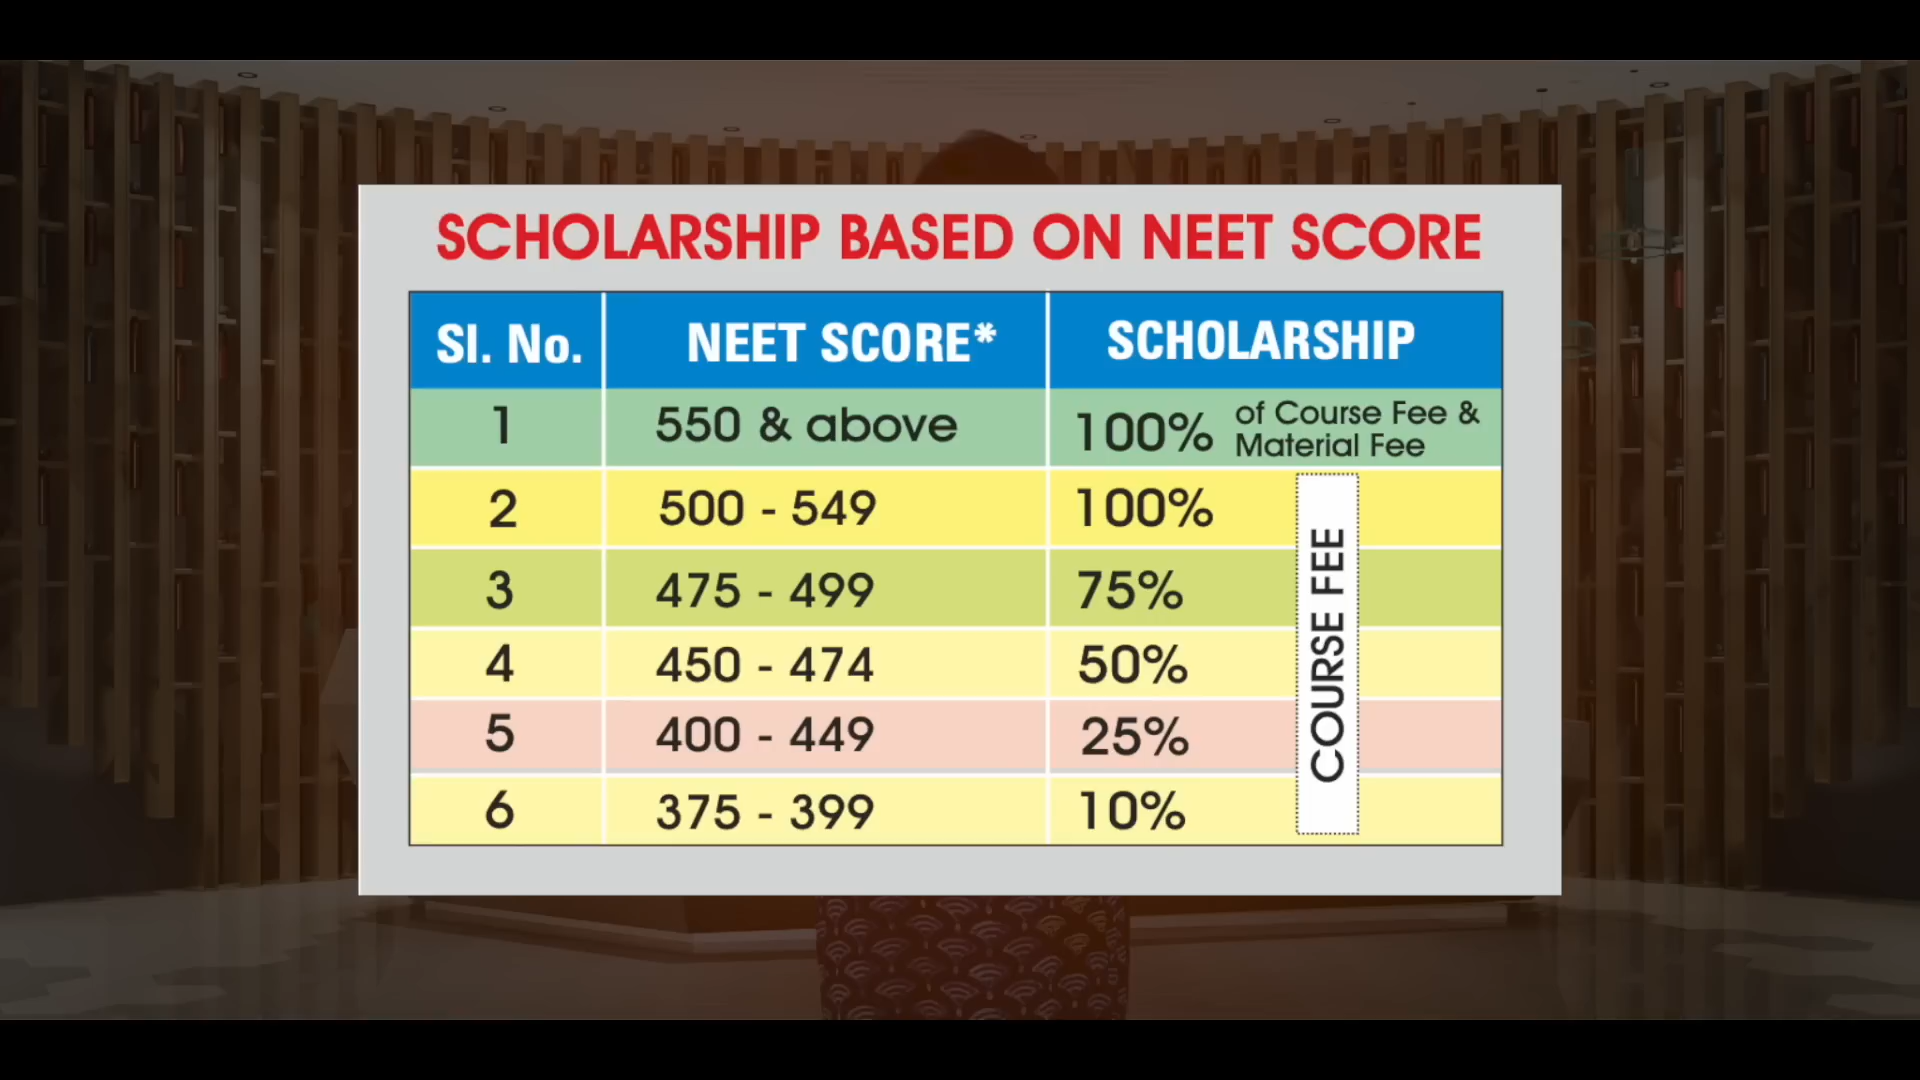 SCHOLARSHIP BASED ON NEET SCORE
SI. No. NEET SCORE* SCHOLARSHIP
1 550 & above 100% of Course Fee & Material Fee
2 500 - 549 100%
3 475 - 499 75%
4 450 - 474 50%
5 400 - 449 25%
6 375 - 399 10%
COURSE FEE